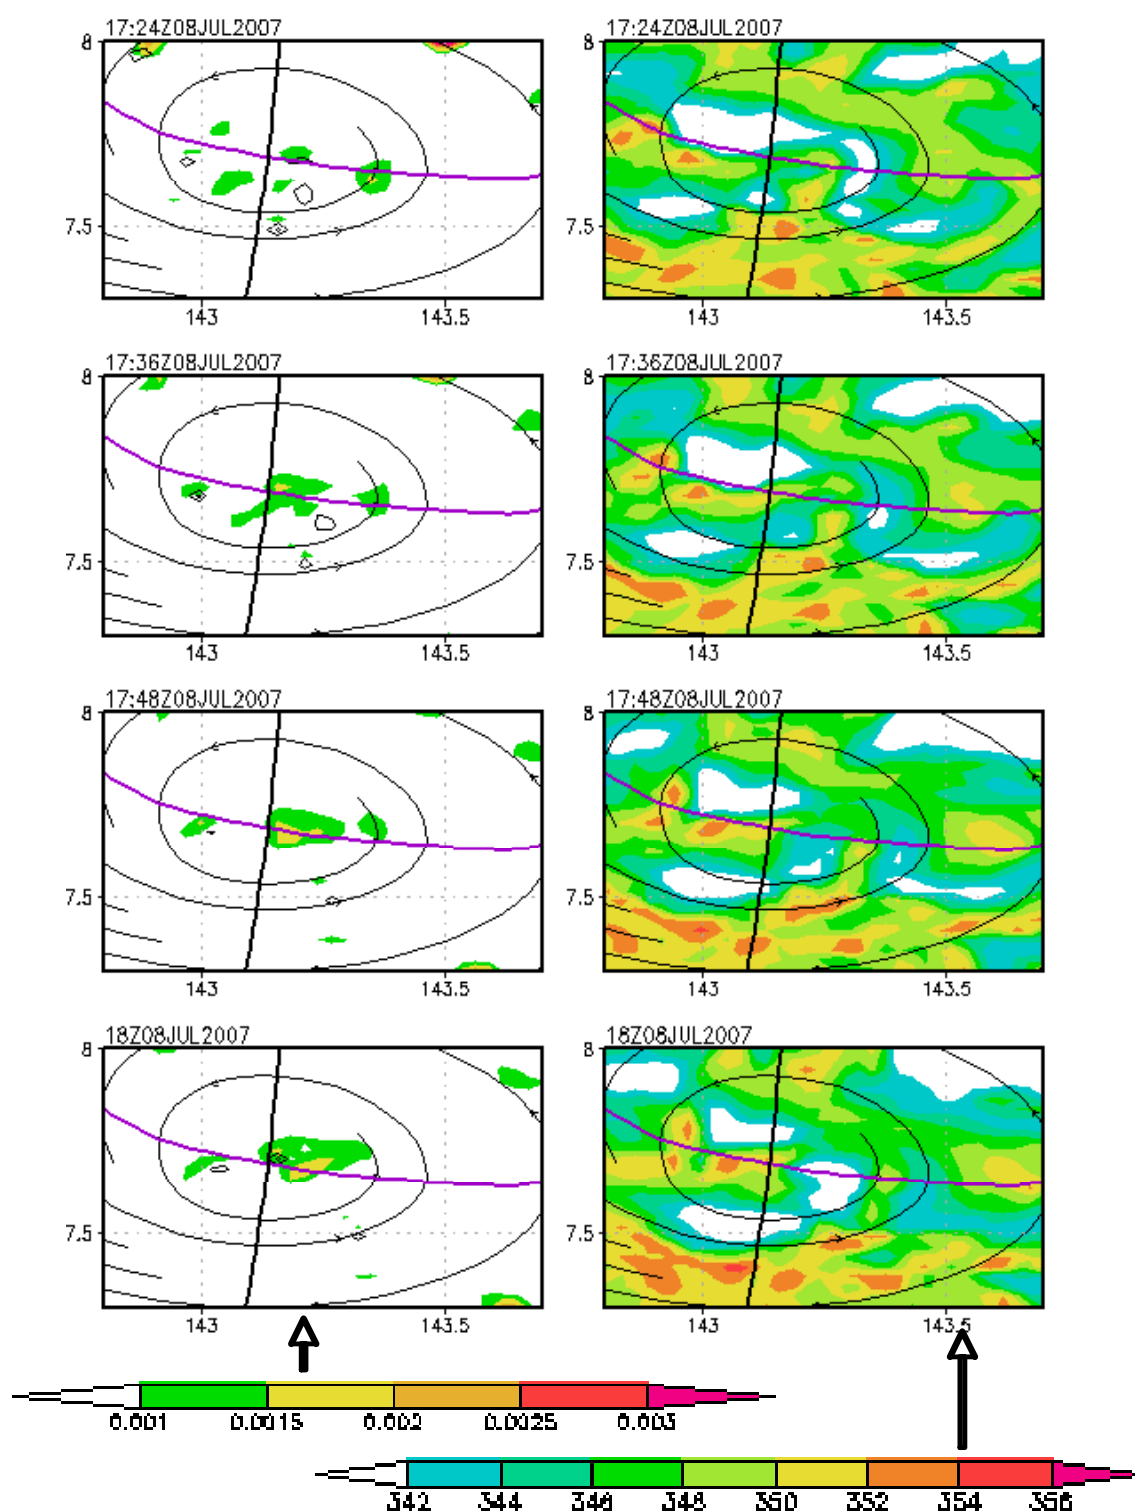 17:24Z08JUL2007 17:24Z08JUL2007
8 8
7.5 7.5
143 143.5 143 143.5
17:36Z08JUL2007 17:36Z08JUL2007
8 8
7.5 7.5
143 143.5 143 143.5
17:48Z08JUL2007 17:48Z08JUL2007
8 8
7.5 7.5
143 143.5 143 143.5
18Z08JUL2007 18Z08JUL2007
8 8
7.5 7.5
143 143.5 143 143.5
0.001 0.0015 0.002 0.0025 0.003
342 344 346 348 350 352 354 356